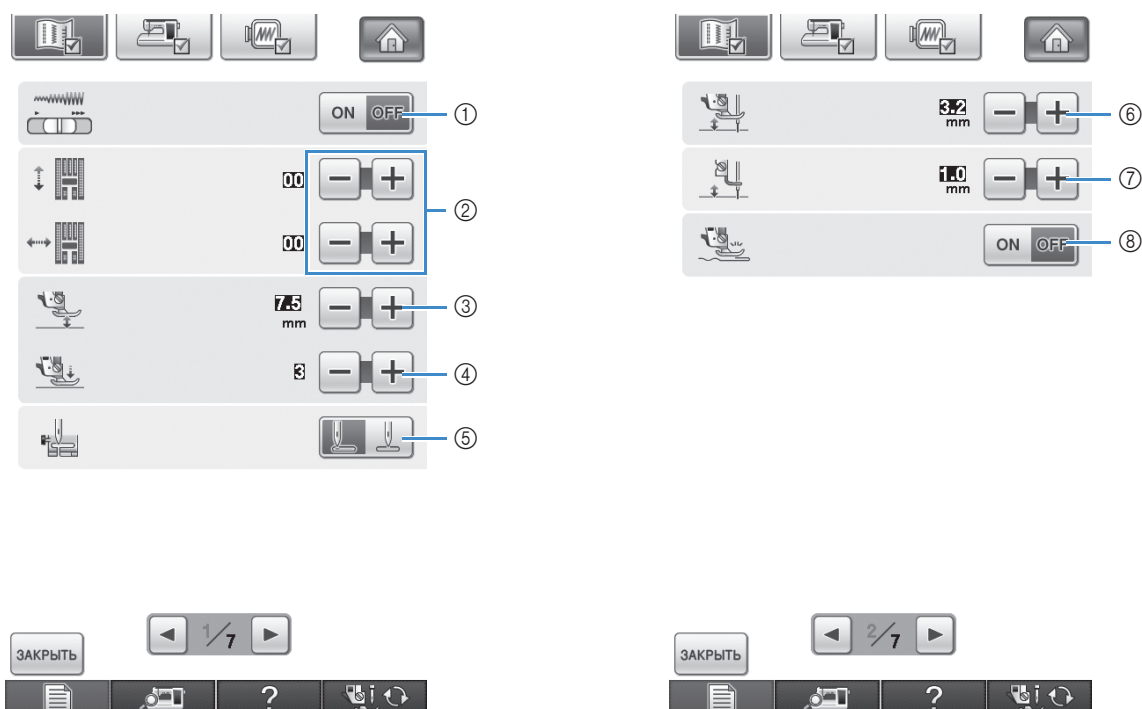 ON OFF ①
00
②
00
7.5
mm ③
3 ④
⑤
1/7
ЗАКРЫТЬ
?
3.2
mm ⑥
1.0
mm ⑦
ON OFF ⑧
2/7
ЗАКРЫТЬ
?